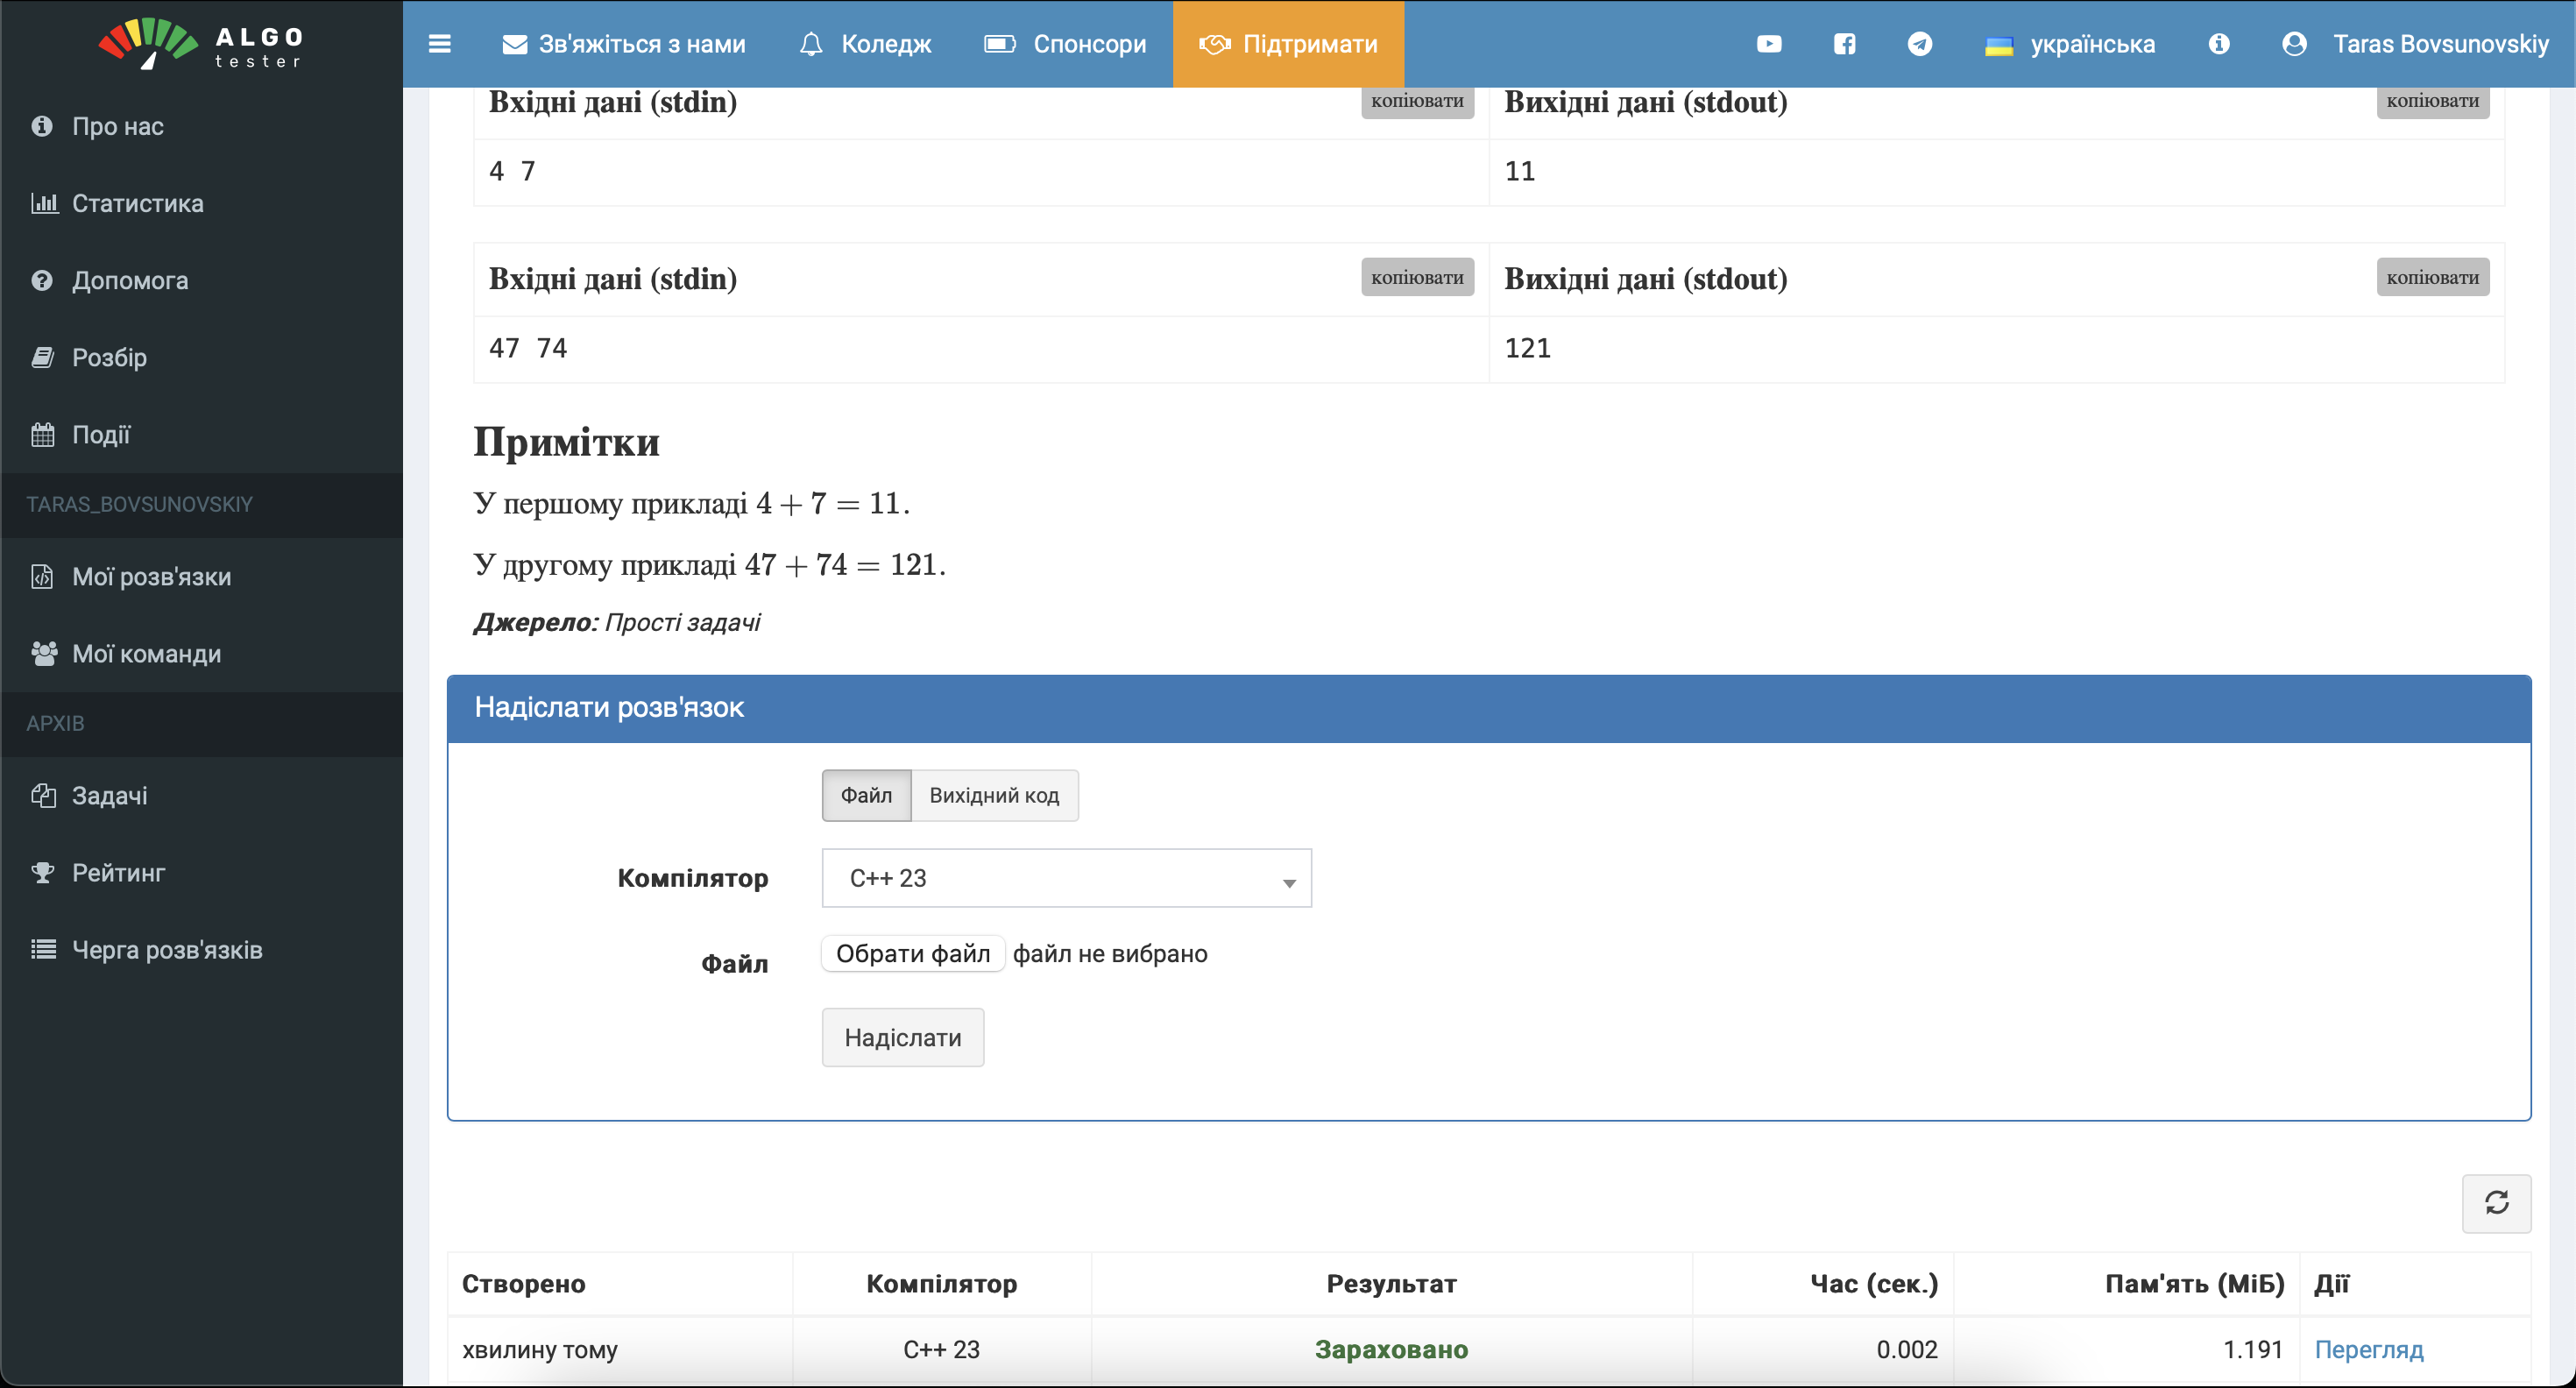 ALGO
tester
Зв'яжіться з нами
Коледж
Спонсори
Підтримати
українська
Taras Bovsunovskiy
Про нас
Статистика
Допомога
Розбір
Події
TARAS_BOVSUNOVSKIY
Мої розв'язки
Мої команди
АРХІВ
Задачі
Рейтинг
Черга розв'язків
Вхідні дані (stdin) копіювати Вихідні дані (stdout) копіювати
4 7 11
Вхідні дані (stdin) копіювати Вихідні дані (stdout) копіювати
47 74 121
Примітки
У першому прикладі 4 + 7 = 11.
У другому прикладі 47 + 74 = 121.
Джерело: Прості задачі
Надіслати розв'язок
Файл Вихідний код
Компілятор C++ 23
Файл Обрати файл файл не вибрано
Надіслати
Створено Компілятор Результат Час (сек.) Пам'ять (МіБ) Дії
хвилину тому C++ 23 Зараховано 0.002 1.191 Перегляд